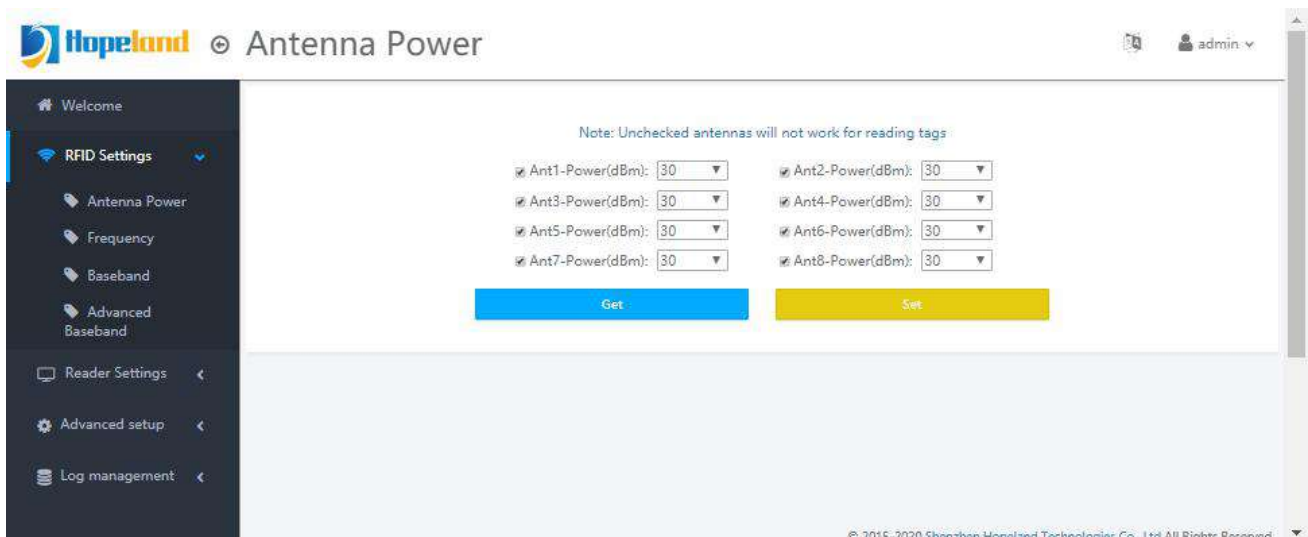 Hopeland Antenna Power
admin
Welcome
RFID Settings
Antenna Power
Frequency
Baseband
Advanced
Baseband
Reader Settings
Advanced setup
Log management
Note: Unchecked antennas will not work for reading tags
Ant1-Power(dBm): 30 Ant2-Power(dBm): 30
Ant3-Power(dBm): 30 Ant4-Power(dBm): 30
Ant5-Power(dBm): 30 Ant6-Power(dBm): 30
Ant7-Power(dBm): 30 Ant8-Power(dBm): 30
Get Set
© 2015-2020 Shenzhen Hopeland Technologies Co., Ltd All Rights Reserved